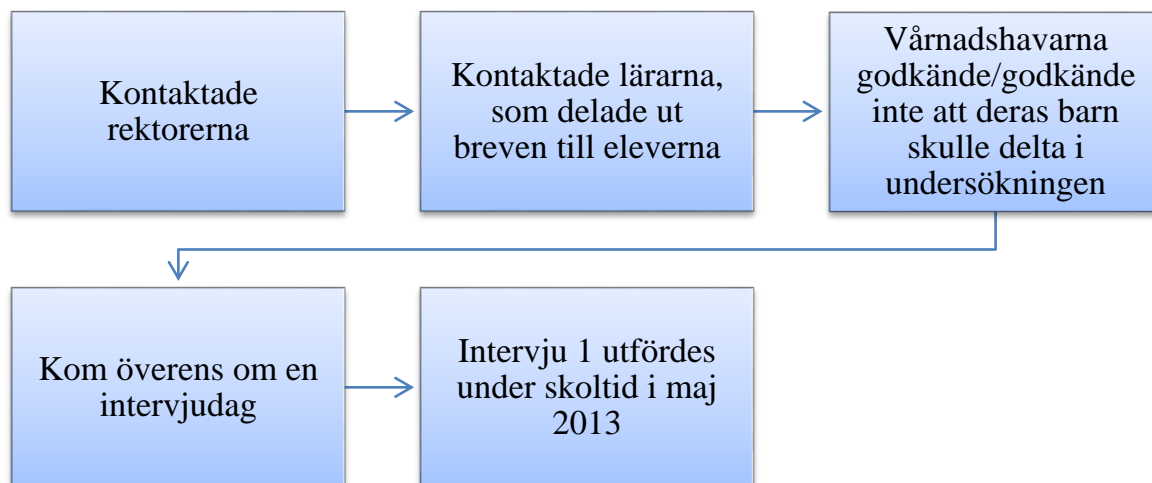 Kontaktade
rektorerna
Kontaktade lärarna,
som delade ut
breven till eleverna
Vårnadshavarna
godkände/godkände
inte att deras barn
skulle delta i
undersökningen
Kom överens om en
intervjudag
Intervju 1 utfördes
under skoltid i maj
2013